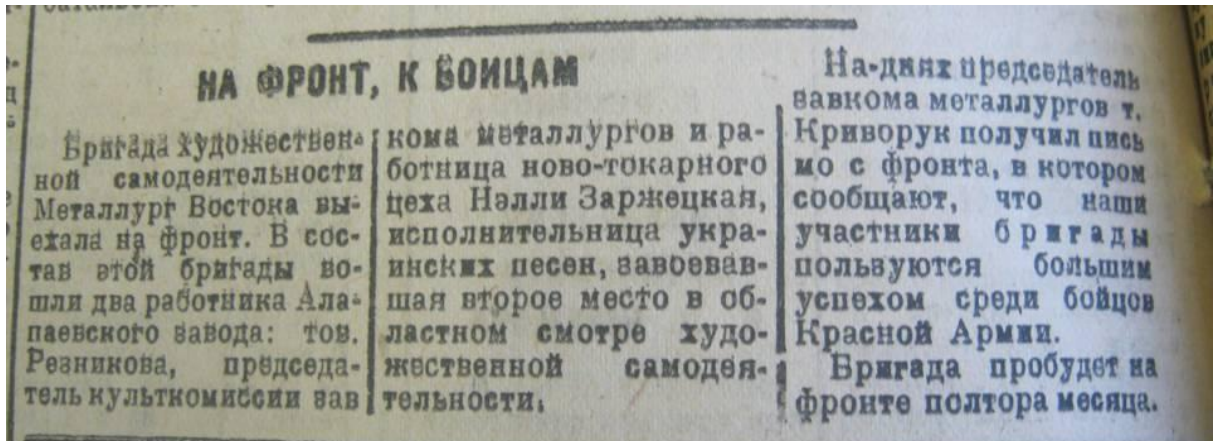 НА ФРОНТ, К БОЙЦАМ
Бригада художествен-
ной самодеятельности
Металлург Востока вы-
ехала на фронт. В сос-
тав этой бригады во-
шли два работника Ала-
паевского завода: тов.
Резникова, председа-
тель культкомиссии зав
кома металлургов и ра-
ботница ново-токарного
цеха Нэлли Заржецкая,
исполнительница укра-
инских песен, завоевав-
шая второе место в об-
ластном смотре худо-
жественной самодея-
тельности.
На-днях председатель
завкома металлургов т.
Криворук получил пись
мо с фронта, в котором
сообщают, что наши
участники бригады
пользуются большим
успехом среди бойцов
Красной Армии.
Бригада пробудет на
фронте полтора месяца.